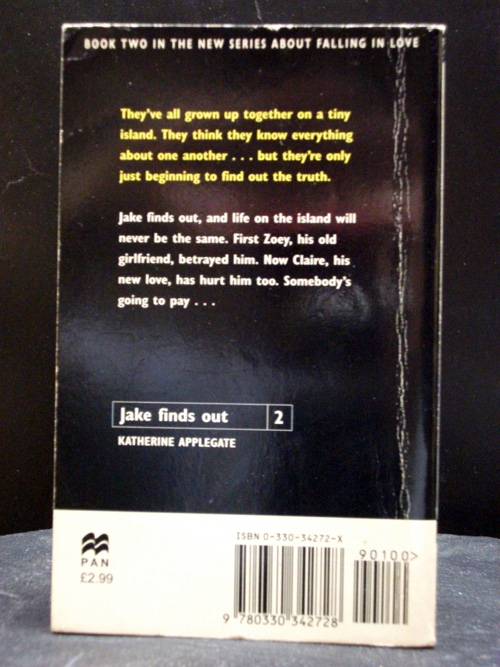 BOOK TWO IN THE NEW SERIES ABOUT FALLING IN LOVE
They've all grown up together on a tiny
island. They think they know everything
about one another . . . but they're only
just beginning to find out the truth.
Jake finds out, and life on the island will
never be the same. First Zoey, his old
girlfriend, betrayed him. Now Claire, his
new love, has hurt him too. Somebody's
going to pay . . .
Jake finds out 2
KATHERINE APPLEGATE
PAN
£2.99
ISBN 0-330-34272-X
90100>
9 780330 342728